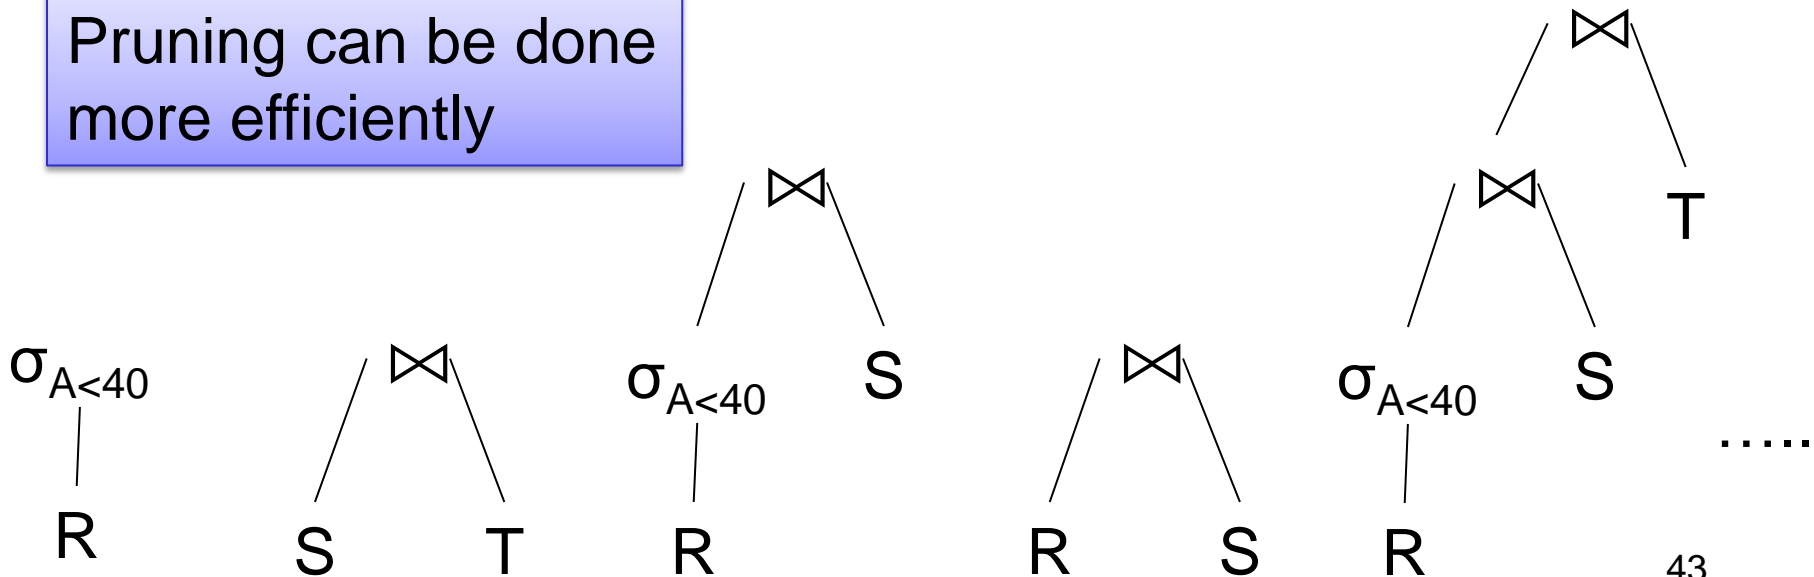 Pruning can be done
more efficiently
⋈
⋈ ⋈ T
σA<40 ⋈ σA<40 S ⋈ σA<40 S
…..
R S T R R S R
43